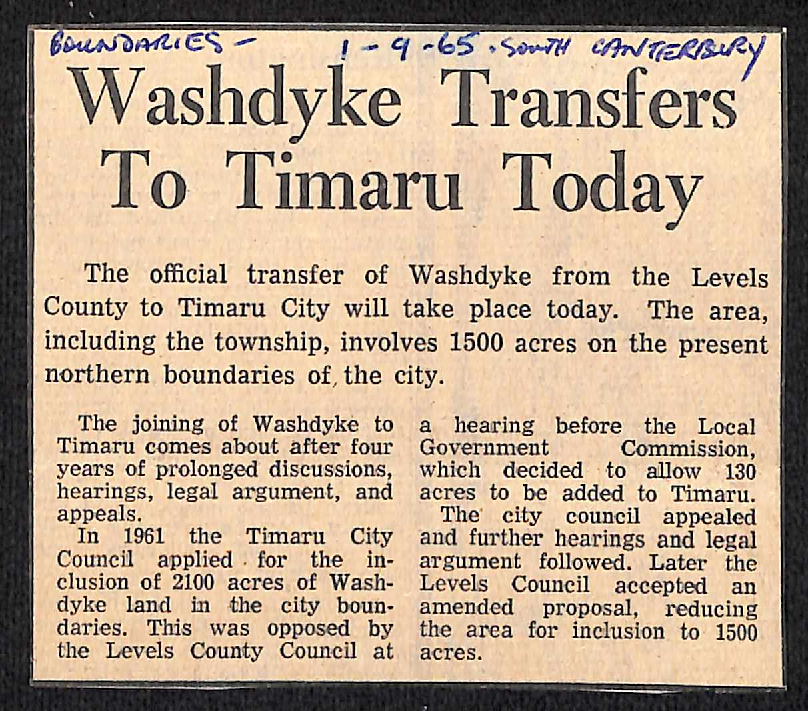 BOUNDARIES - 1-9-65. SOUTH CANTERBURY
Washdyke Transfers
To Timaru Today
The official transfer of Washdyke from the Levels
County to Timaru City will take place today. The area,
including the township, involves 1500 acres on the present
northern boundaries of the city.
The joining of Washdyke to
Timaru comes about after four
years of prolonged discussions,
hearings, legal argument, and
appeals.
In 1961 the Timaru City
Council applied for the in-
clusion of 2100 acres of Wash-
dyke land in the city boun-
daries. This was opposed by
the Levels County Council at
a hearing before the Local
Government Commission,
which decided to allow 130
acres to be added to Timaru.
The city council appealed
and further hearings and legal
argument followed. Later the
Levels Council accepted an
amended proposal, reducing
the area for inclusion to 1500
acres.